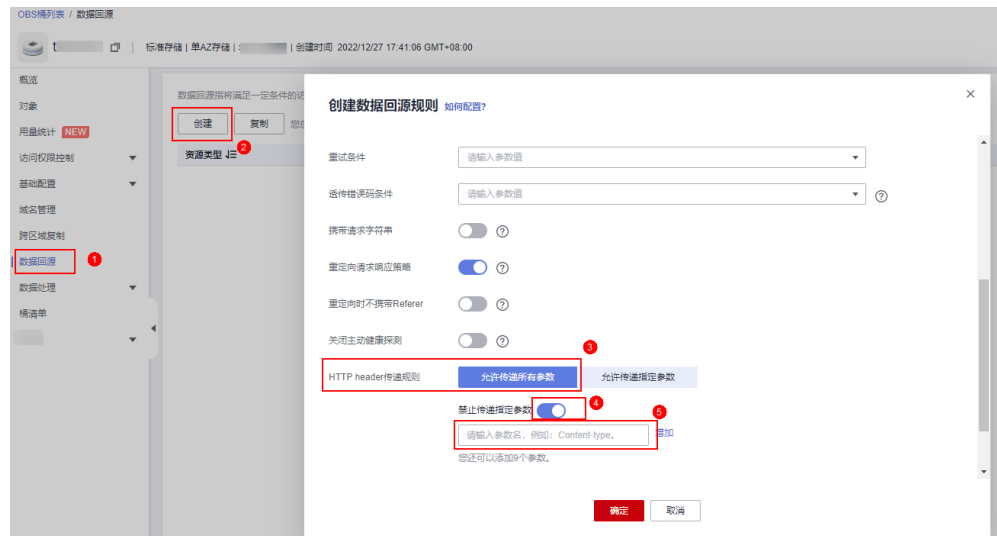 OBS桶列表 / 数据回源
t
标准存储 | 单AZ存储 |
| 创建时间 2022/12/27 17:41:06 GMT+08:00
概览
对象
用量统计 NEW
访问权限控制
基础配置
域名管理
跨区域复制
数据回源
1
数据处理
桶清单
数据回源指将满足一定条件的访
创建
复制
2
资源类型
创建数据回源规则 如何配置?
重试条件
请输入参数值
透传错误码条件
请输入参数值
携带请求字符串
重定向请求响应策略
重定向时不携带Referer
关闭主动健康探测
3
HTTP header传递规则
允许传递所有参数
允许传递指定参数
禁止传递指定参数
4
5
请输入参数名，例如：Content-type。
增加
您还可以添加9个参数。
确定
取消